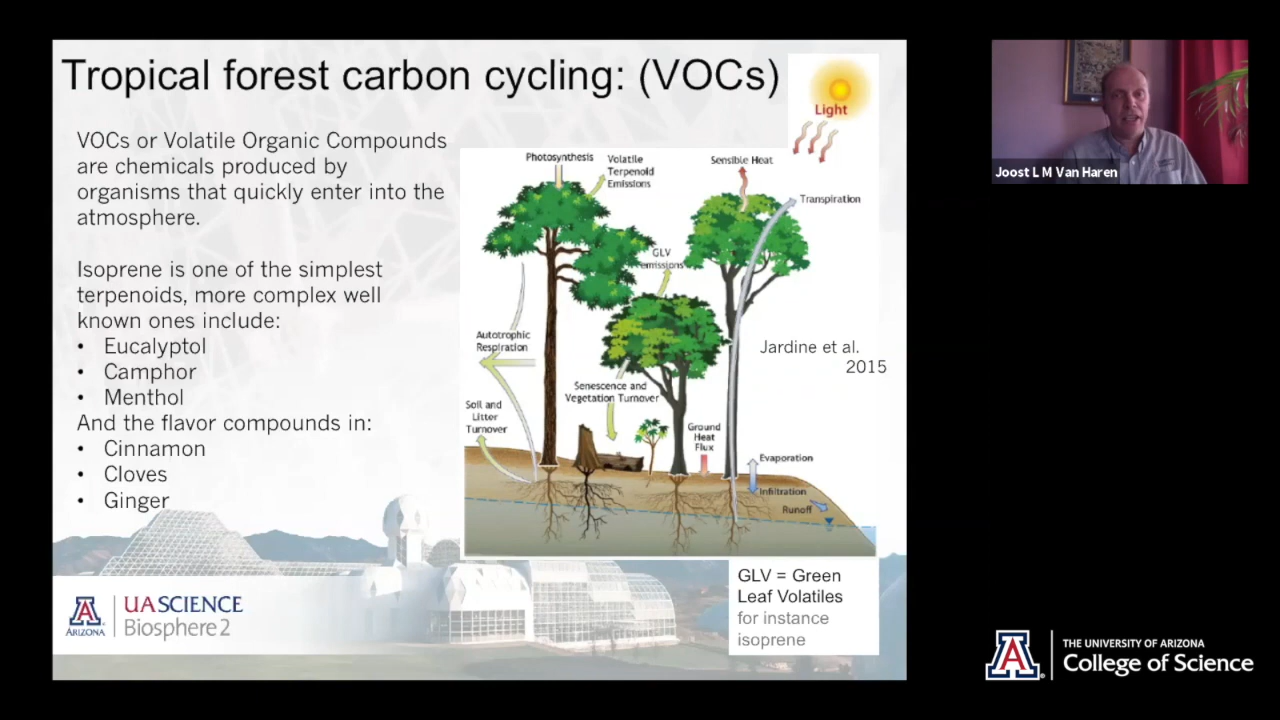 Tropical forest carbon cycling: (VOCs)
VOCs or Volatile Organic Compounds
are chemicals produced by
organisms that quickly enter into the
atmosphere.
Isoprene is one of the simplest
terpenoids, more complex well
known ones include:
• Eucalyptol
• Camphor
• Menthol
And the flavor compounds in:
• Cinnamon
• Cloves
• Ginger
Light
Photosynthesis
Volatile
Terpenoid
Emissions
Sensible Heat
Transpiration
GLV
emissions
Autotrophic
Respiration
Jardine et al.
2015
Senescence and
Vegetation Turnover
Soil and
Litter
Turnover
Ground
Heat
Flux
Evaporation
Infiltration
Runoff
GLV = Green
Leaf Volatiles
for instance
isoprene
A
ARIZONA
UASCIENCE
Biosphere 2
Joost L M Van Haren
A
THE UNIVERSITY OF ARIZONA
College of Science